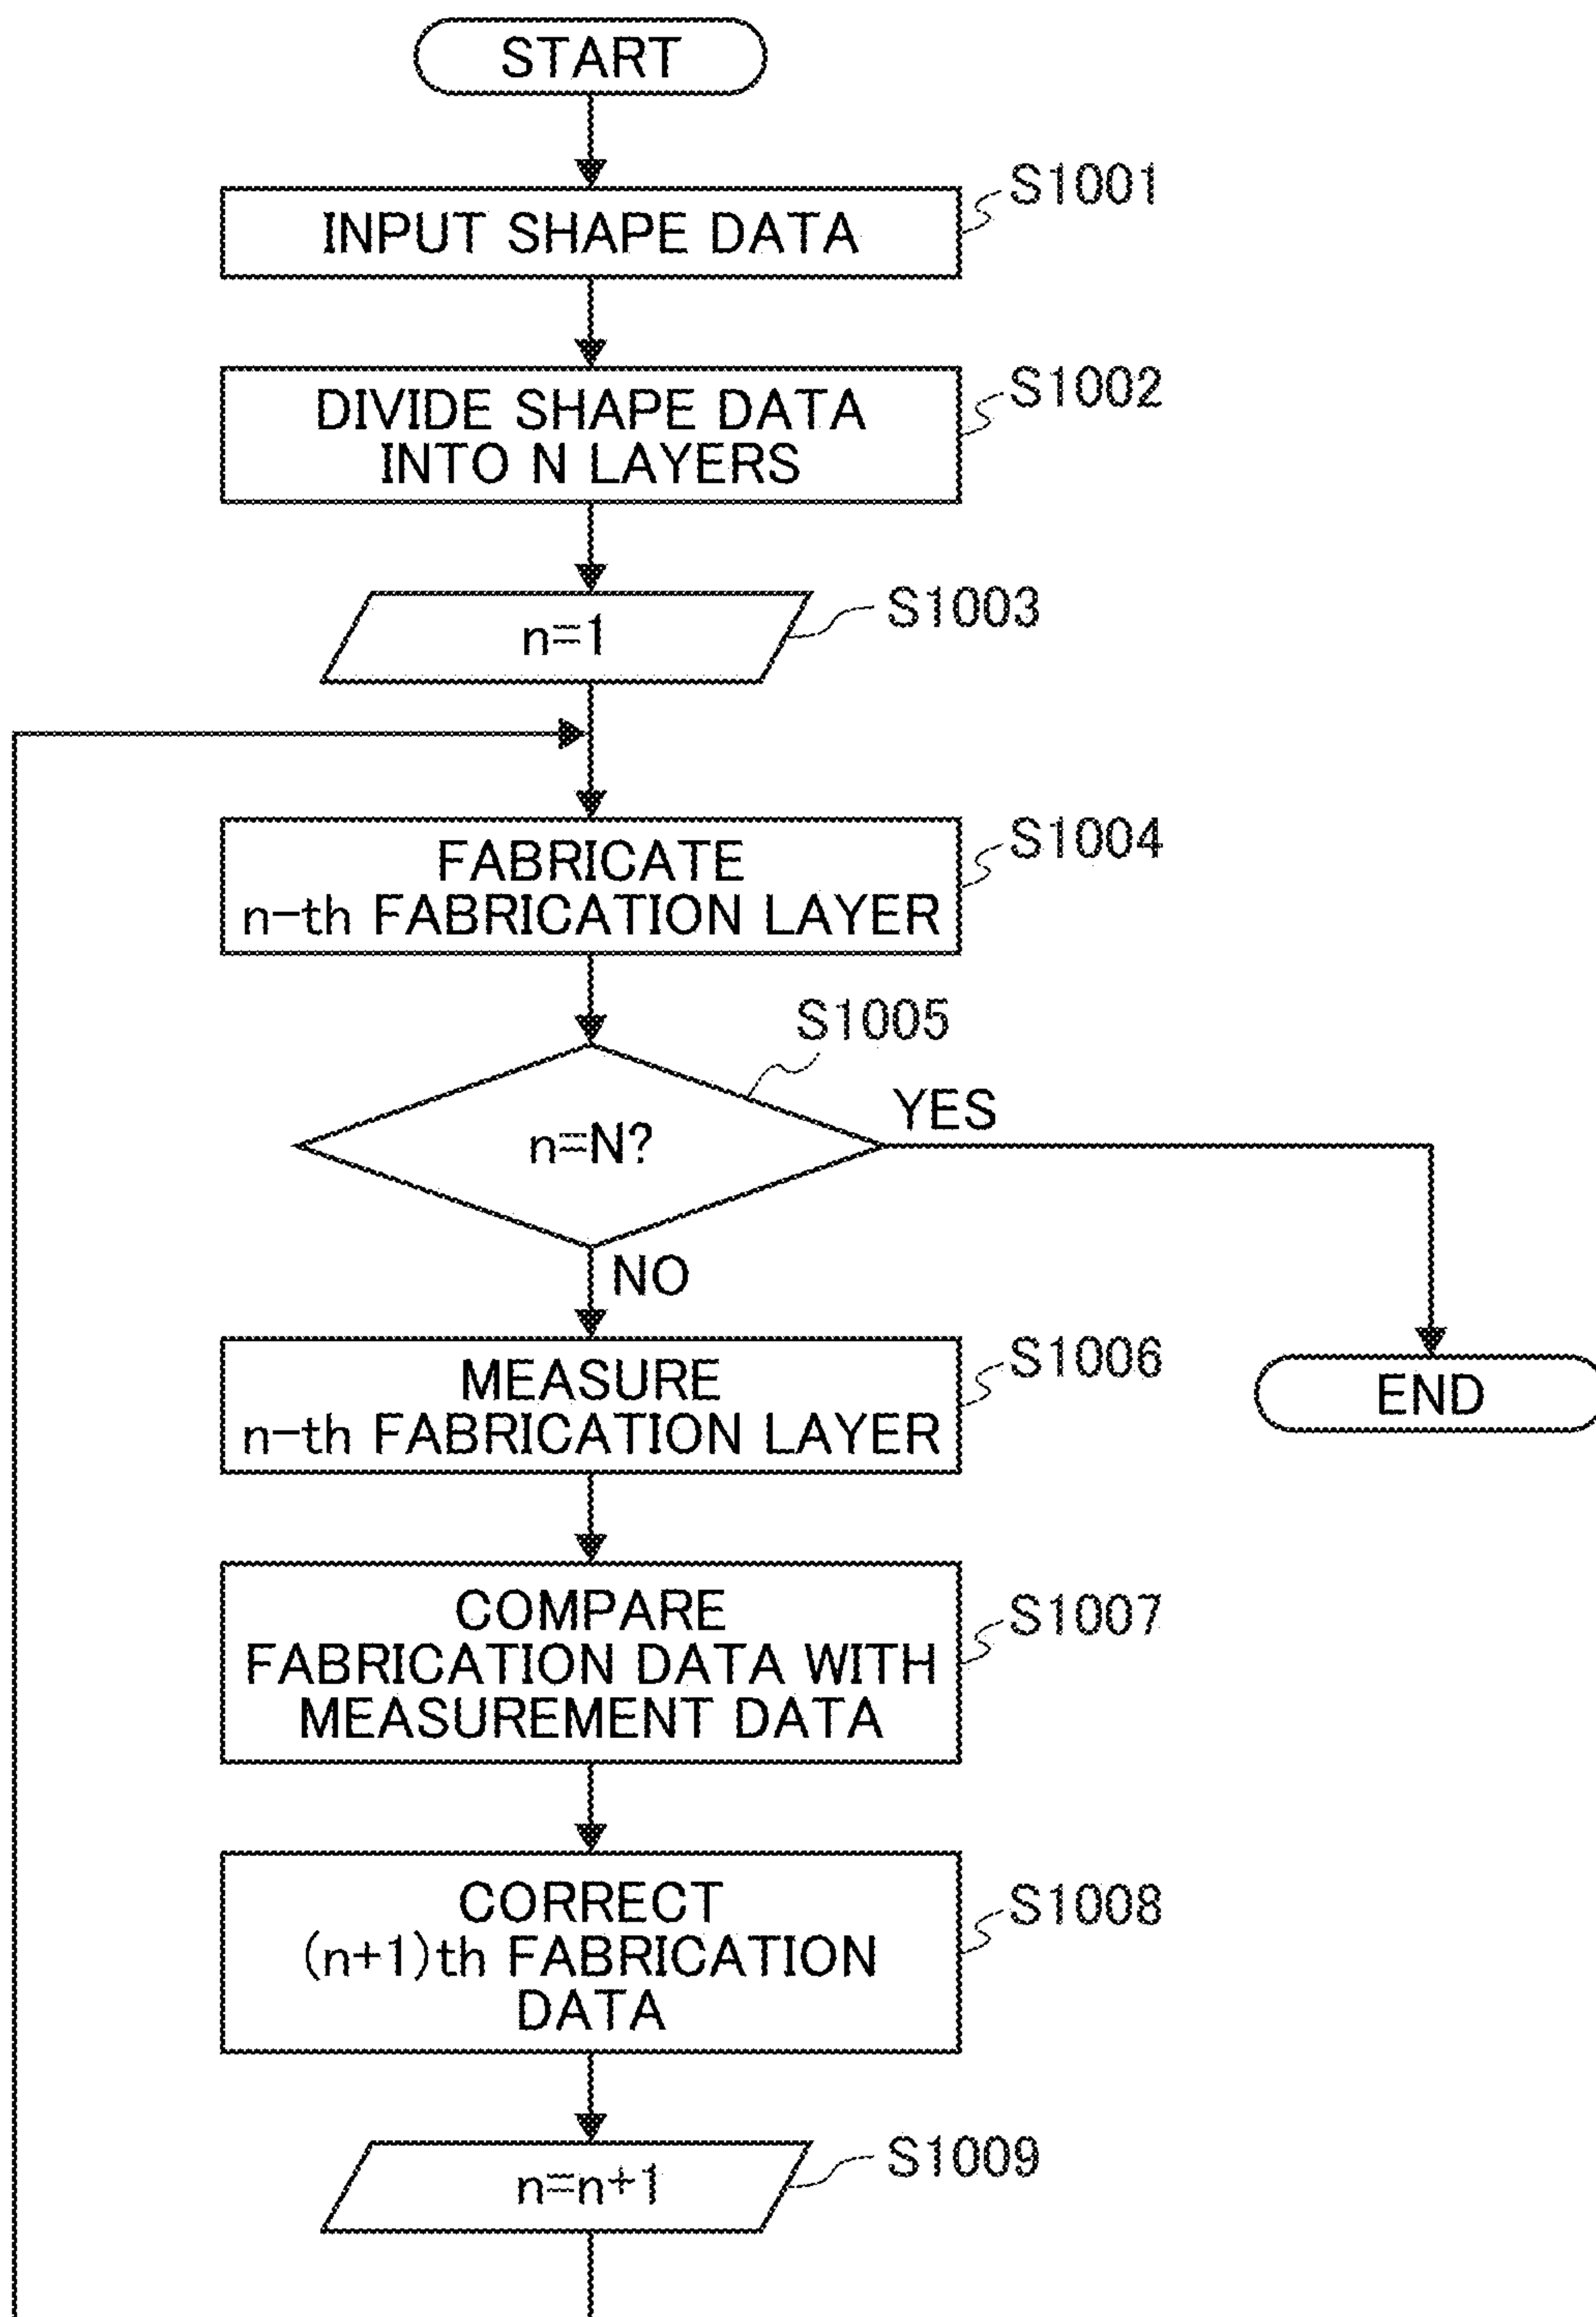 START
S1001
INPUT SHAPE DATA
S1002
DIVIDE SHAPE DATA
INTO N LAYERS
S1003
n=1
S1004
FABRICATE
n-th FABRICATION LAYER
S1005
YES
n=N?
NO
S1006
MEASURE
n-th FABRICATION LAYER
END
S1007
COMPARE
FABRICATION DATA WITH
MEASUREMENT DATA
S1008
CORRECT
(n+1)th FABRICATION
DATA
S1009
n=n+1